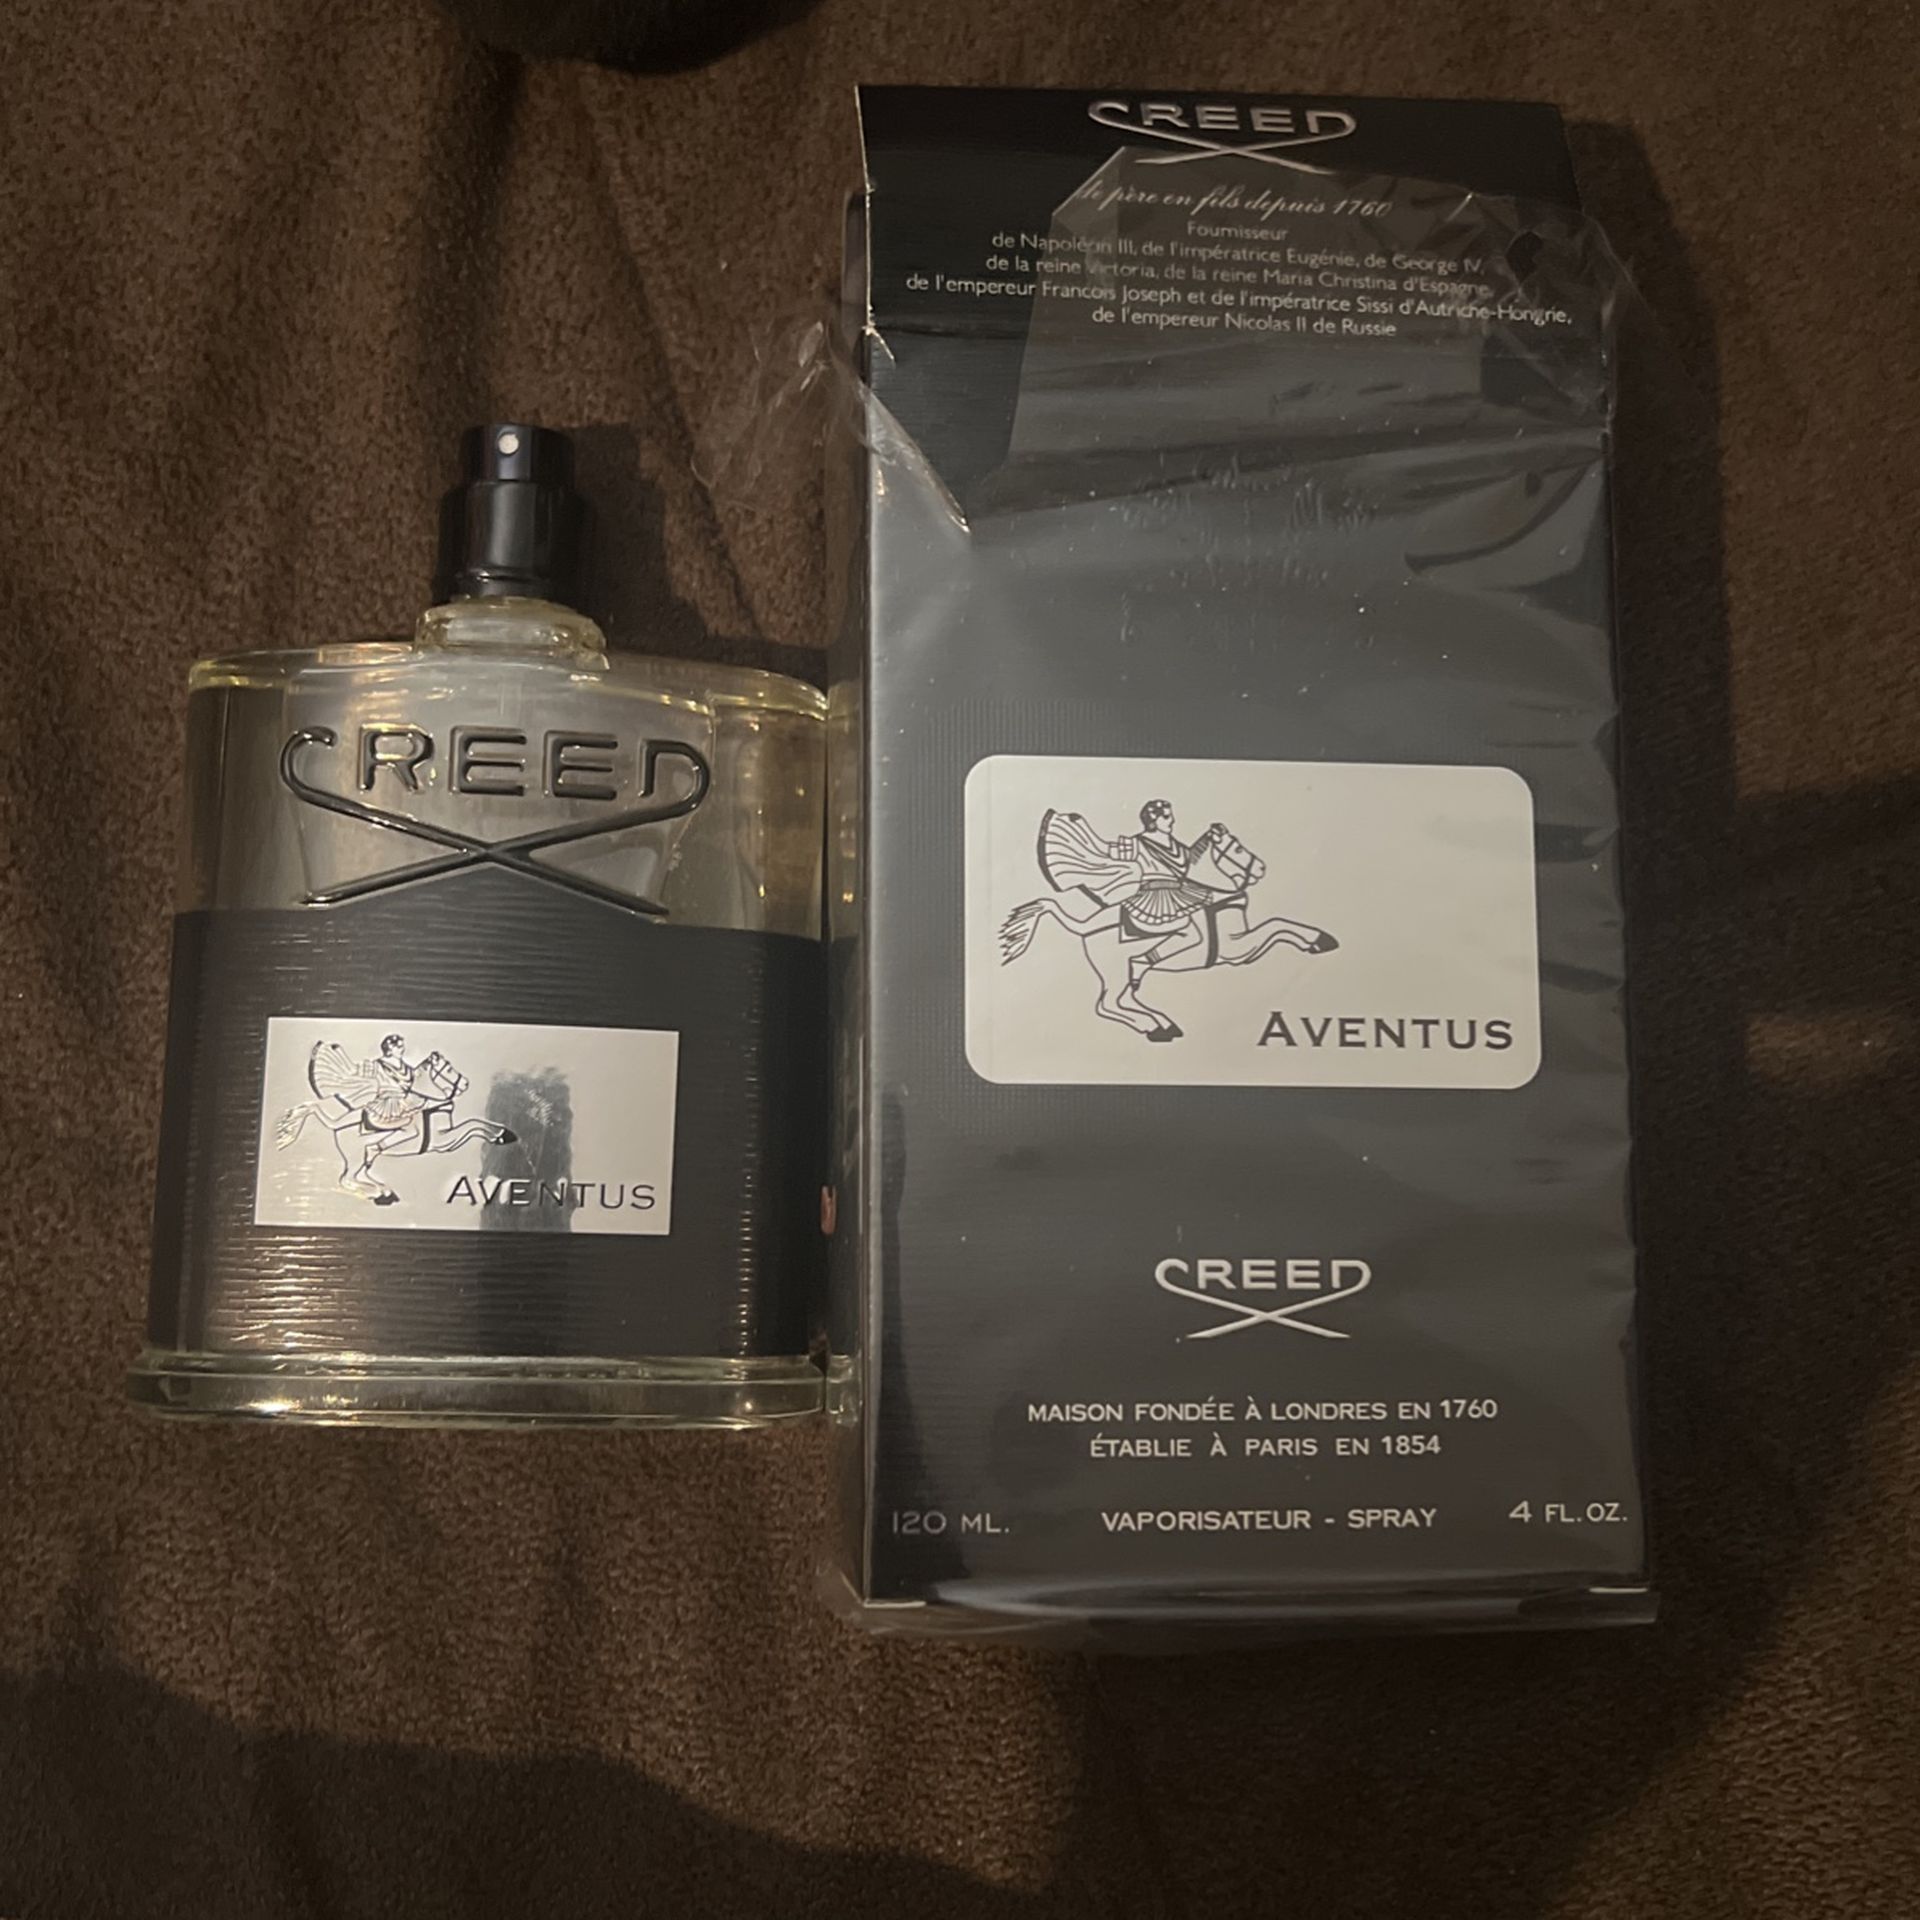 CREED
AVENTUS
CREED
de père en fils depuis 1760
Fournisseur
de Napoléon III, de l'impératrice Eugénie, de George IV,
de la reine Victoria, de la reine Maria Christina d'Espagne,
de l'empereur Francois Joseph et de l'impératrice Sissi d'Autriche-Hongrie,
de l'empereur Nicolas II de Russie
AVENTUS
CREED
MAISON FONDÉE À LONDRES EN 1760
ÉTABLIE À PARIS EN 1854
120 ML. VAPORISATEUR - SPRAY 4 FL.OZ.